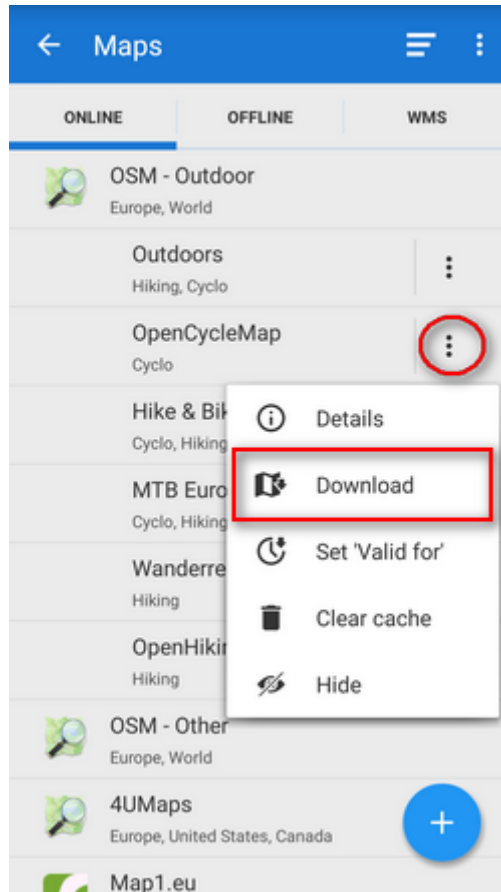 Maps
ONLINE OFFLINE WMS
OSM - Outdoor
Europe, World
Outdoors
Hiking, Cyclo
OpenCycleMap
Cyclo
Hike & Bik
Cyclo, Hiking
MTB Euro
Cyclo, Hiking
Wanderre
Hiking
OpenHikin
Hiking
Details
Download
Set 'Valid for'
Clear cache
Hide
OSM - Other
Europe, World
4UMaps
Europe, United States, Canada
Map1.eu